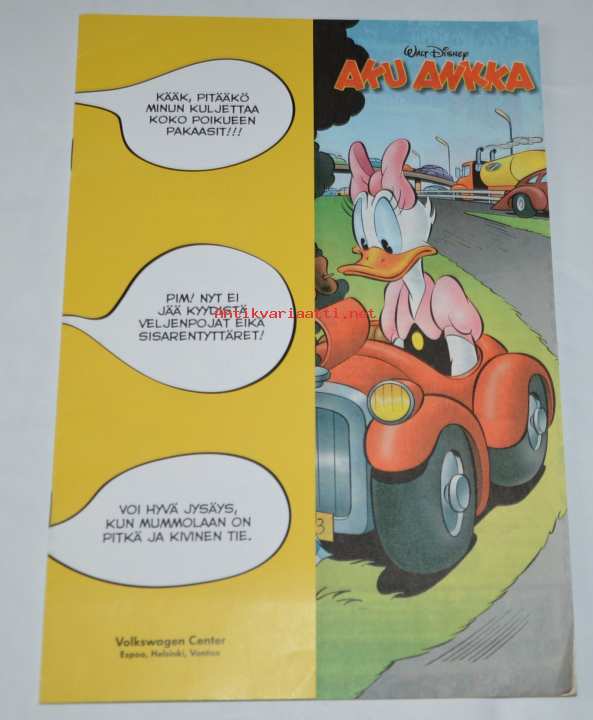 KÄÄK, PITÄÄKÖ
MINUN KULJETTAA
KOKO POIKUEEN
PAKAASIT!!!
PIM! NYT EI
JÄÄ KYYDISTÄ
VELJENPOJAT EIKÄ
SISARENTYTTÄRET!
VOI HYVÄ JYSÄYS,
KUN MUMMOLAAN ON
PITKÄ JA KIVINEN TIE.
Volkswagen Center
Espoo, Helsinki, Vantaa
WALT DISNEY
AKU ANKKA
3
Antikvariaatti.net